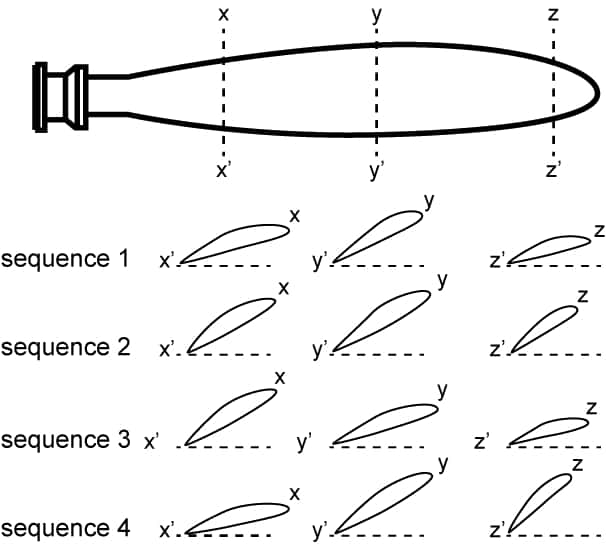 x y z
x' y' z'
x y z
sequence 1 x' y' z'
x y z
sequence 2 x' y' z'
x y z
sequence 3 x' y' z'
x y z
sequence 4 x' y' z'